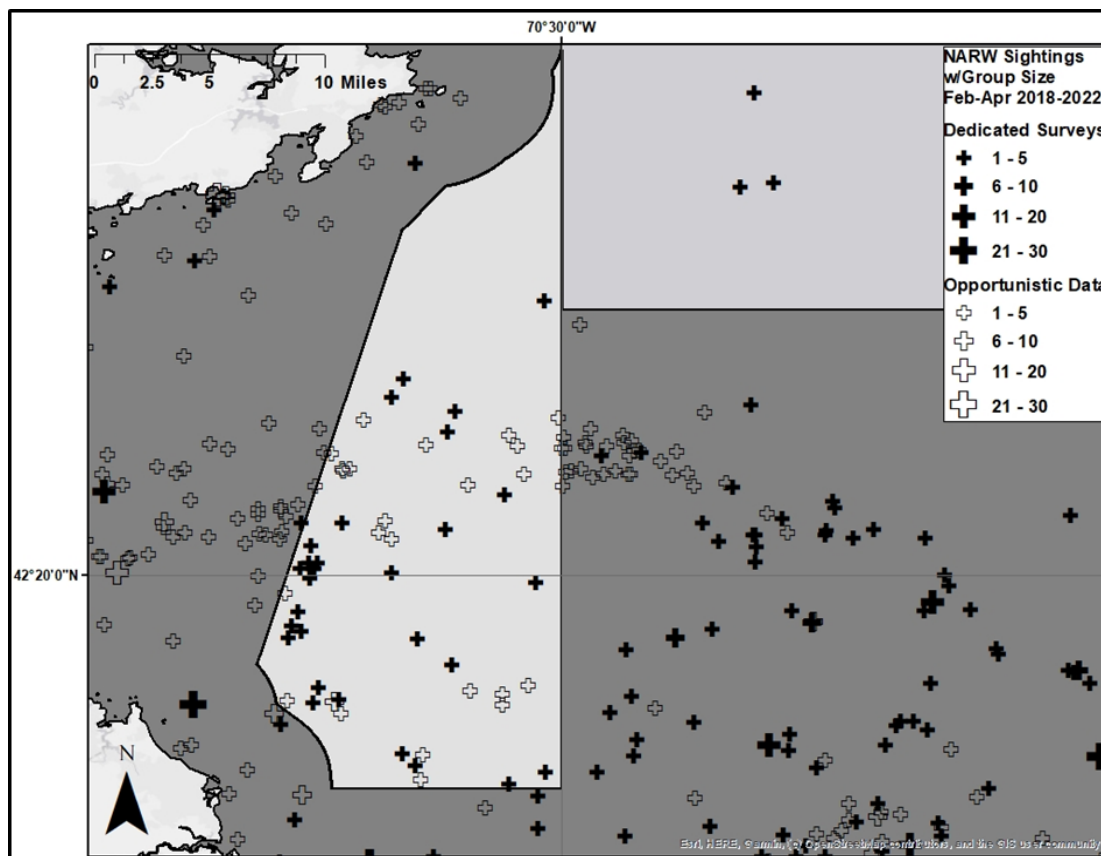 70°30'0"W
0 2.5 5 10 Miles
NARW Sightings
w/Group Size
Feb-Apr 2018-2022
Dedicated Surveys
1 - 5
6 - 10
11 - 20
21 - 30
Opportunistic Data
1 - 5
6 - 10
11 - 20
21 - 30
42°20'0"N
N
Esri, HERE, Garmin, (c) OpenStreetMap contributors, and the GIS user community